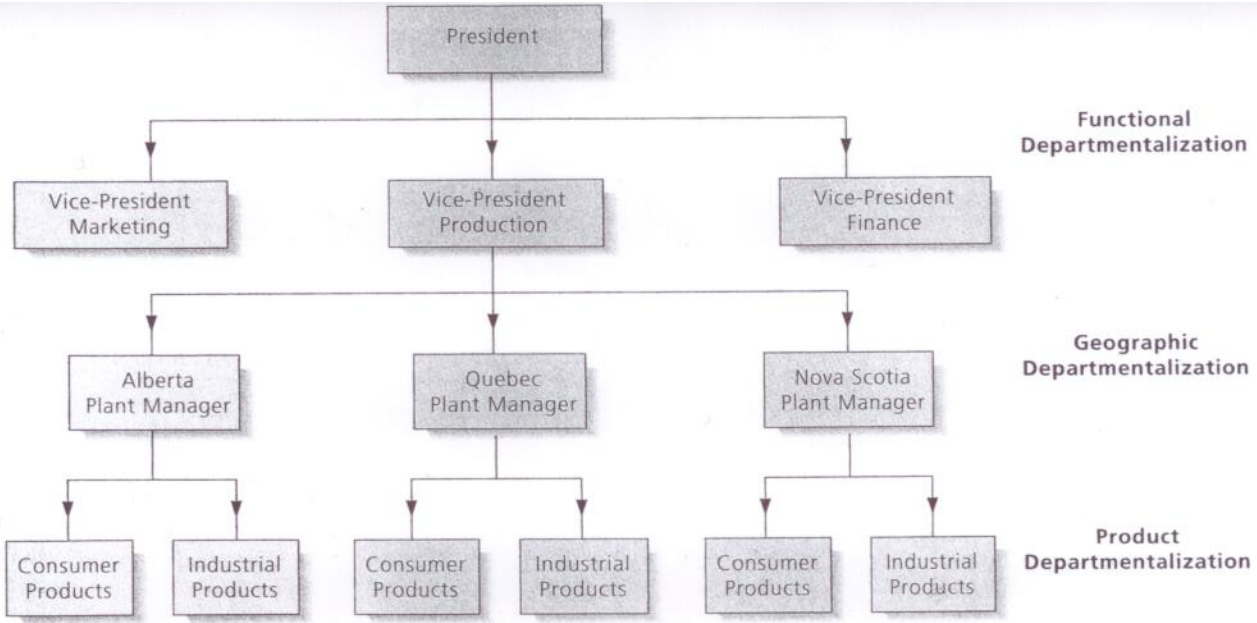 President
Functional
Departmentalization
Vice-President
Marketing
Vice-President
Production
Vice-President
Finance
Geographic
Departmentalization
Alberta
Plant Manager
Quebec
Plant Manager
Nova Scotia
Plant Manager
Product
Departmentalization
Consumer
Products
Industrial
Products
Consumer
Products
Industrial
Products
Consumer
Products
Industrial
Products